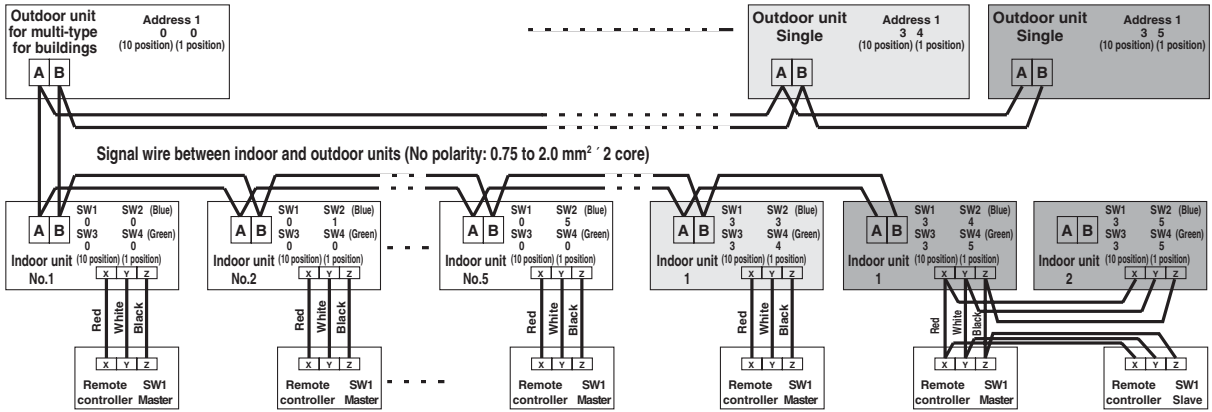 Outdoor unit
for multi-type
for buildings
Address 1
0 0
(10 position) (1 position)
A B
Outdoor unit
Single
Address 1
3 4
(10 position) (1 position)
A B
Outdoor unit
Single
Address 1
3 5
(10 position) (1 position)
A B
Signal wire between indoor and outdoor units (No polarity: 0.75 to 2.0 mm² ´ 2 core)
A B
SW1 SW2 (Blue)
0 0
SW3 SW4 (Green)
0 0
Indoor unit (10 position) (1 position)
No.1
X Y Z
Red
White
Black
X Y Z
Remote SW1
controller Master
A B
SW1 SW2 (Blue)
0 1
SW3 SW4 (Green)
0 0
Indoor unit (10 position) (1 position)
No.2
X Y Z
Red
White
Black
X Y Z
Remote SW1
controller Master
A B
SW1 SW2 (Blue)
0 5
SW3 SW4 (Green)
0 0
Indoor unit (10 position) (1 position)
No.5
X Y Z
Red
White
Black
X Y Z
Remote SW1
controller Master
A B
SW1 SW2 (Blue)
3 3
SW3 SW4 (Green)
3 4
Indoor unit (10 position) (1 position)
1
X Y Z
Red
White
Black
X Y Z
Remote SW1
controller Master
A B
SW1 SW2 (Blue)
3 4
SW3 SW4 (Green)
3 5
Indoor unit (10 position) (1 position)
1
X Y Z
Red
White
Black
X Y Z
Remote SW1
controller Master
A B
SW1 SW2 (Blue)
3 5
SW3 SW4 (Green)
3 5
Indoor unit (10 position) (1 position)
2
X Y Z
X Y Z
Remote SW1
controller Slave